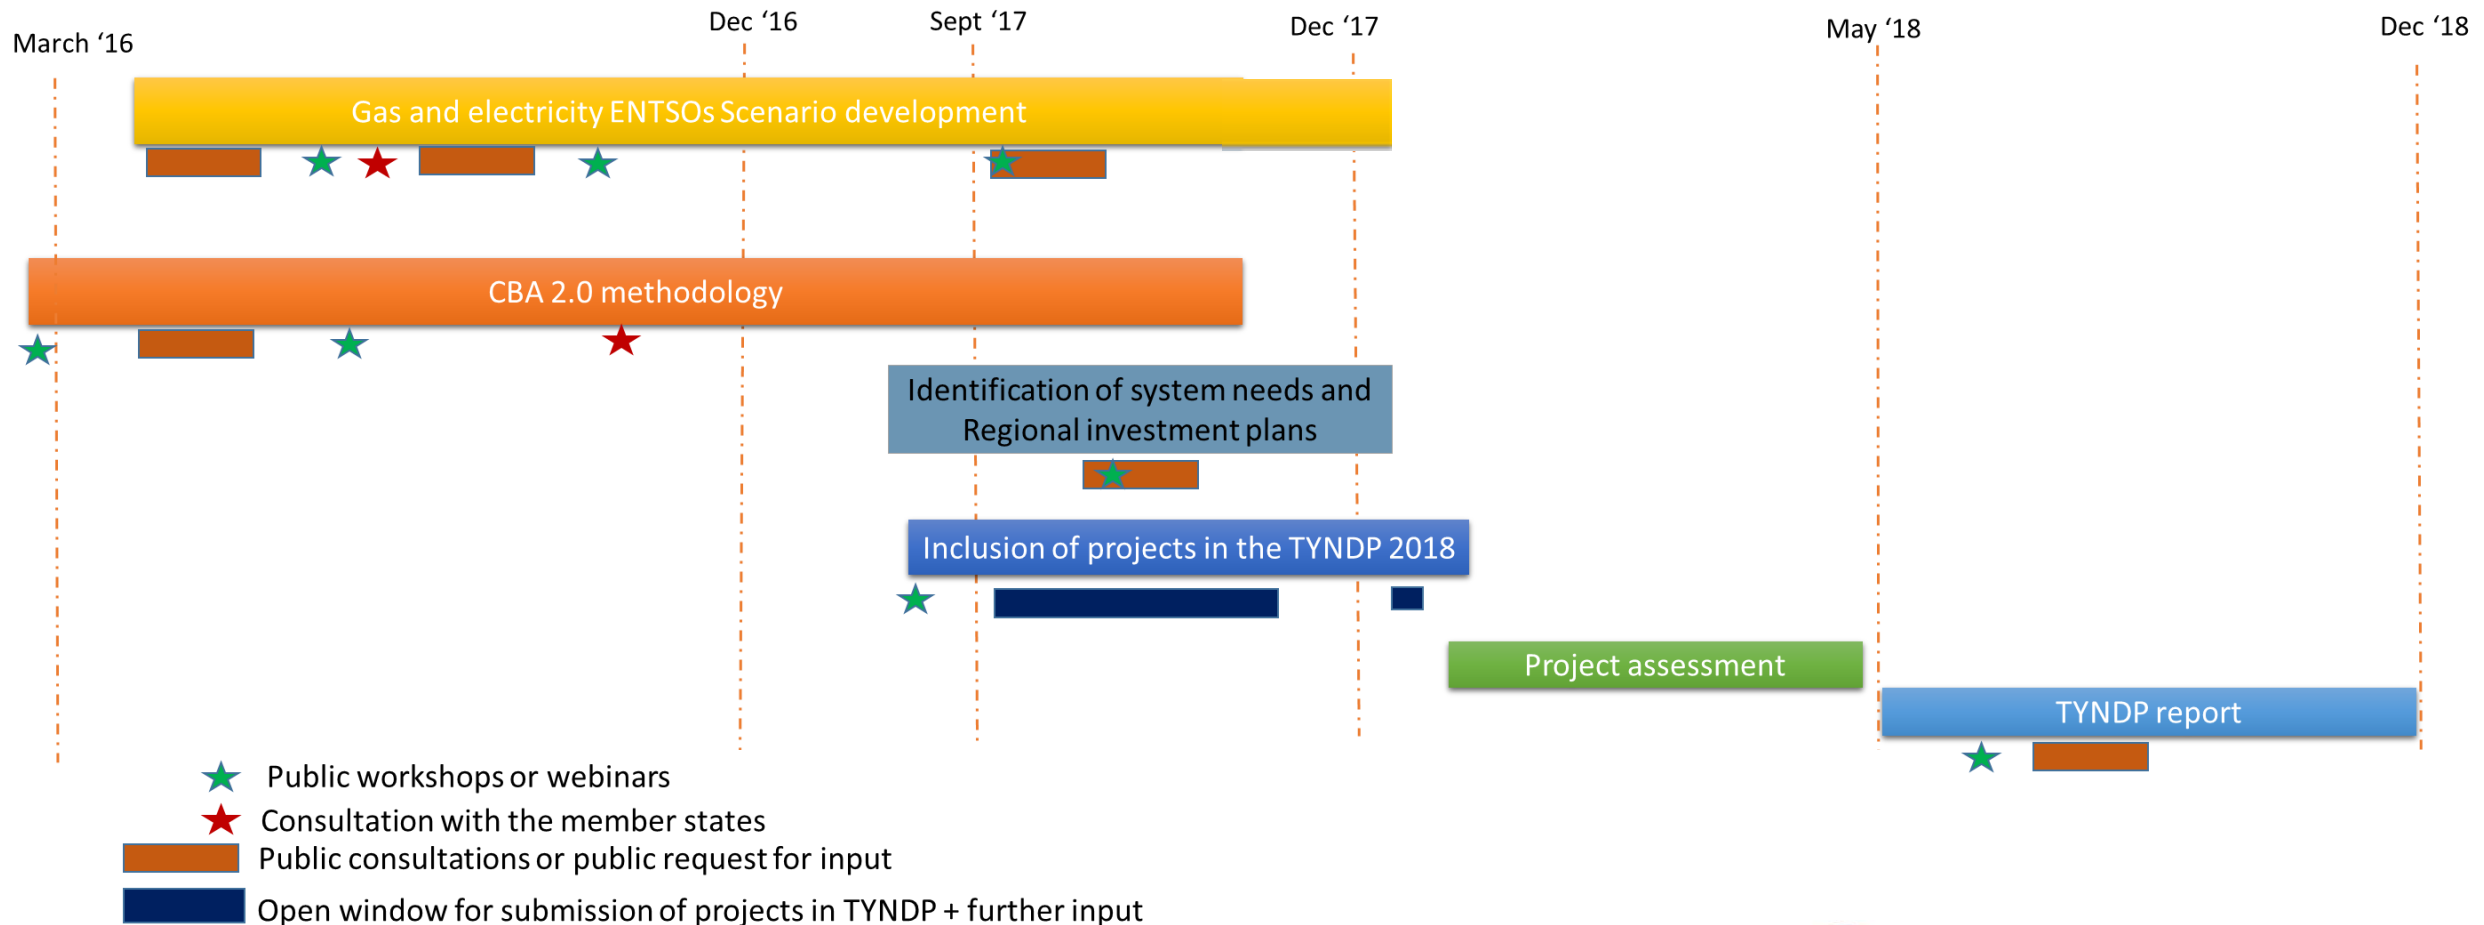 March ‘16
Dec ‘16
Sept ‘17
Dec ‘17
May ‘18
Dec ‘18
Gas and electricity ENTSOs Scenario development
CBA 2.0 methodology
Identification of system needs and
Regional investment plans
Inclusion of projects in the TYNDP 2018
Project assessment
TYNDP report
Public workshops or webinars
Consultation with the member states
Public consultations or public request for input
Open window for submission of projects in TYNDP + further input